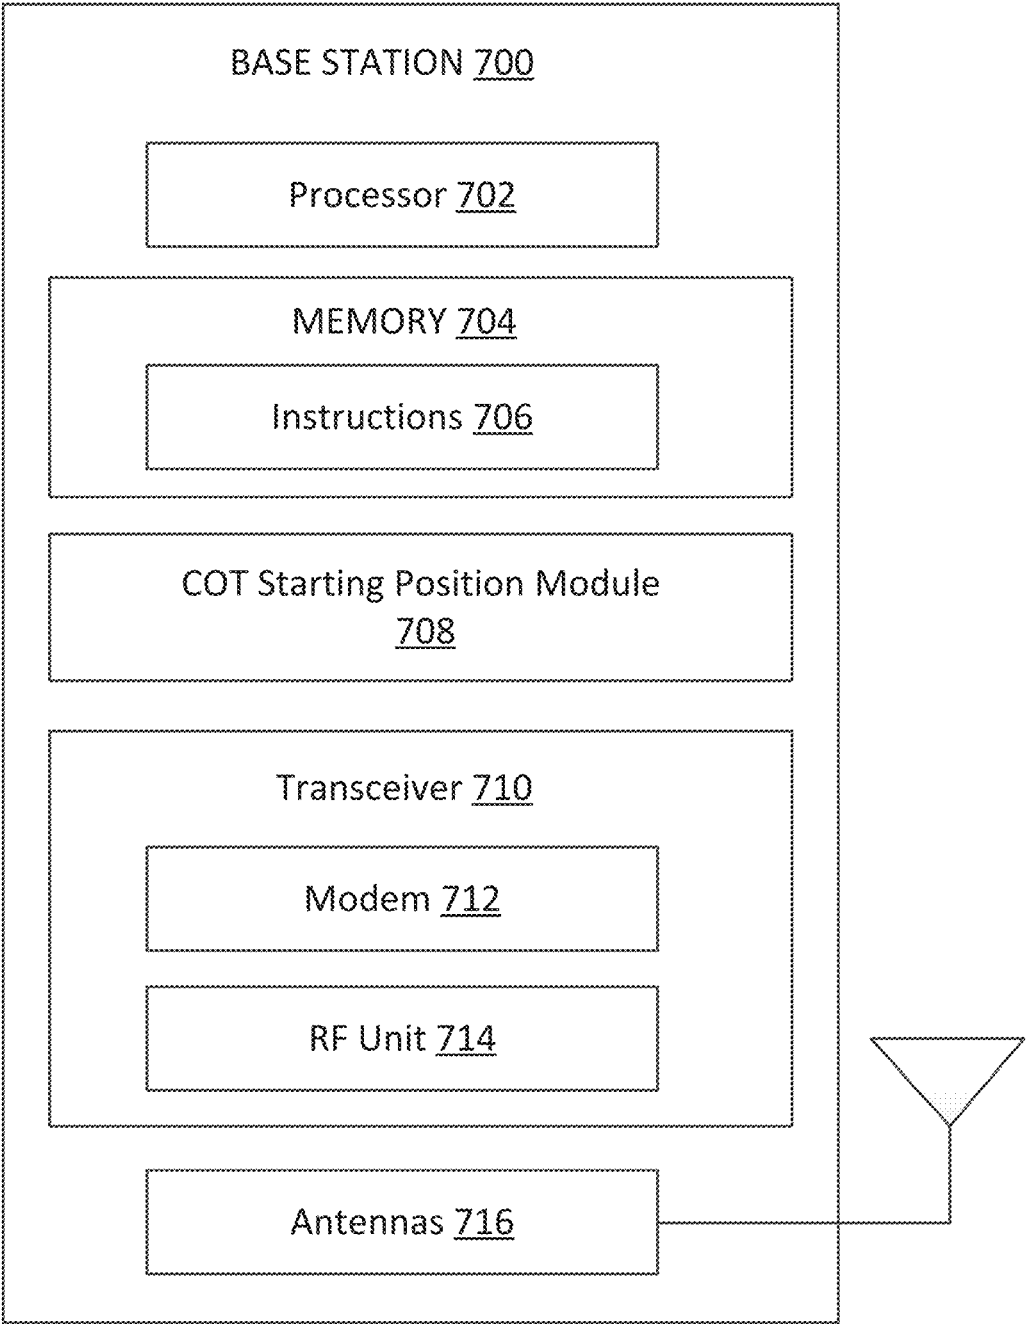 BASE STATION 700
Processor 702
MEMORY 704
Instructions 706
COT Starting Position Module
708
Transceiver 710
Modem 712
RF Unit 714
Antennas 716